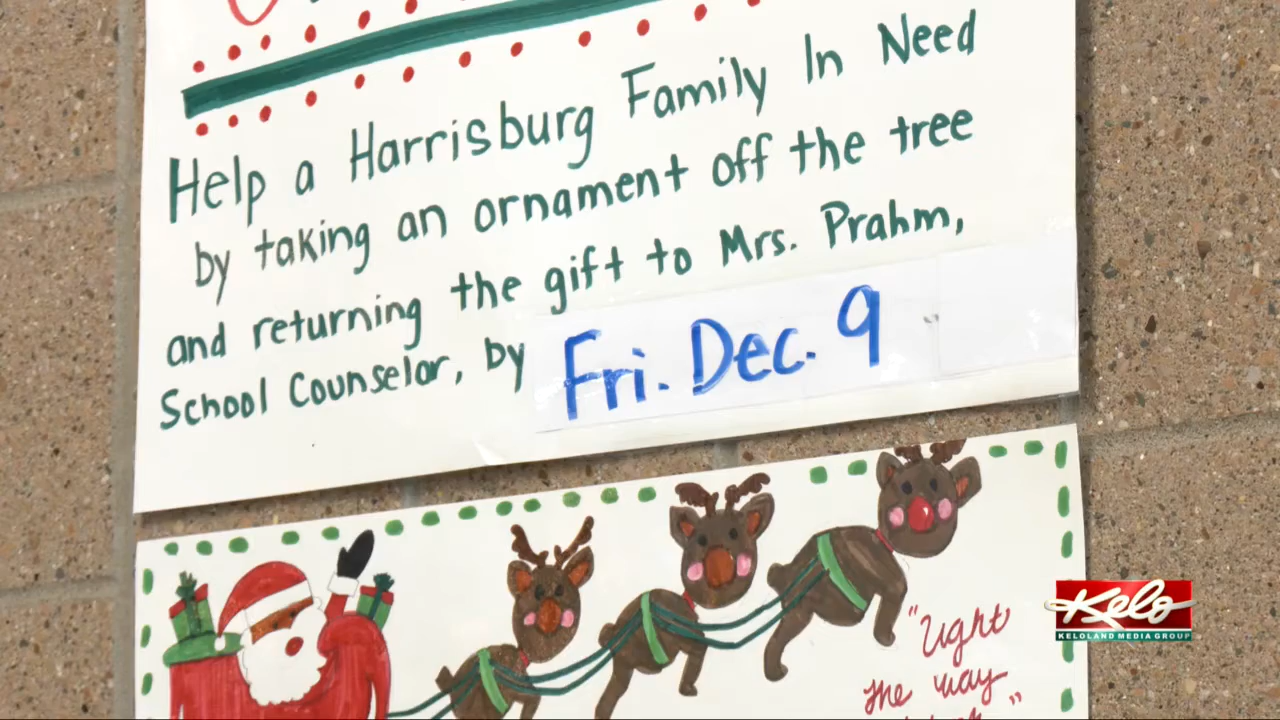 Help a Harrisburg Family In Need
by taking an ornament off the tree
and returning the gift to Mrs. Prahm,
School Counselor, by Fri. Dec. 9
"Light
the way
Kelo
KELOLAND MEDIA GROUP